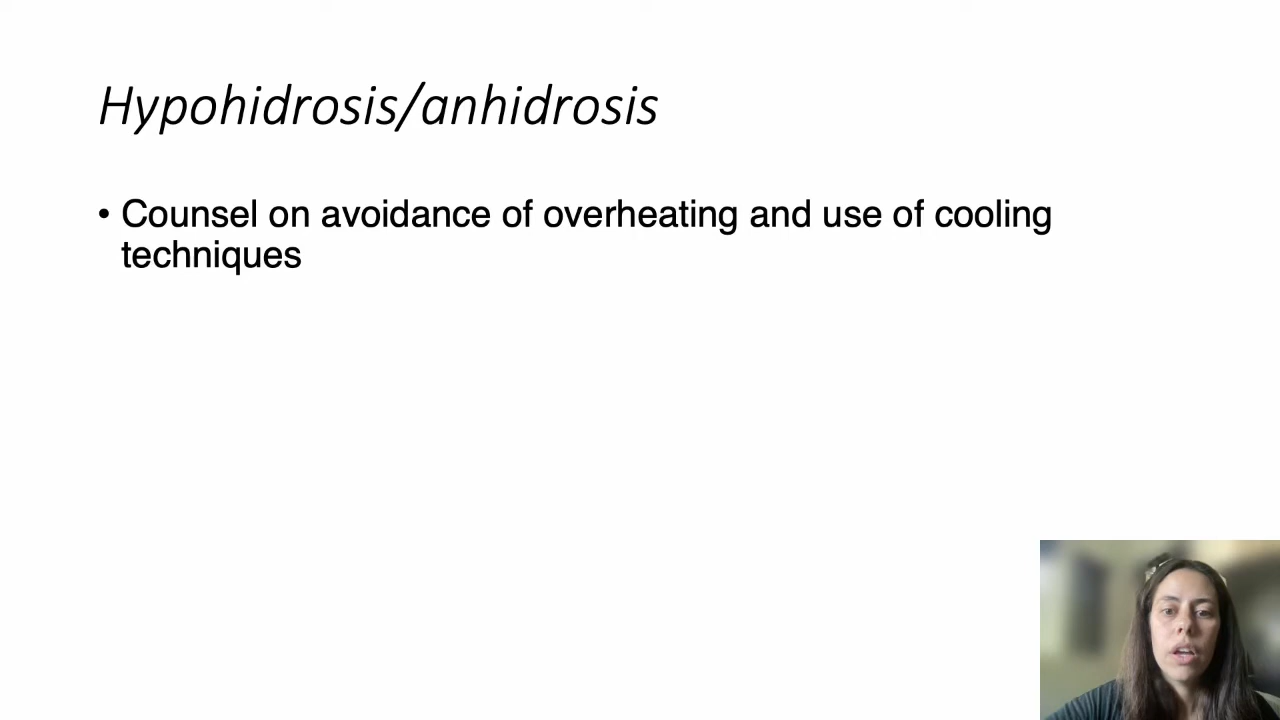 Hypohidrosis/anhidrosis
• Counsel on avoidance of overheating and use of cooling
techniques